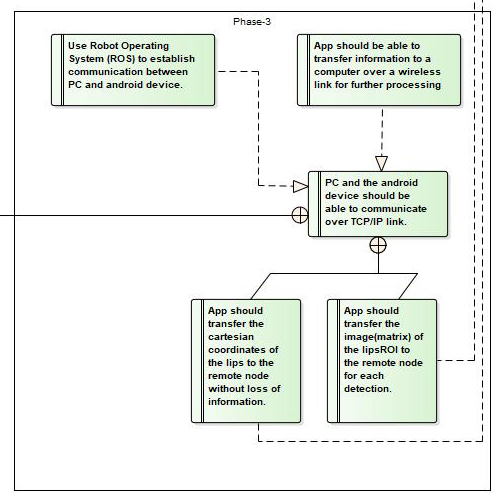 Phase-3
Use Robot Operating
System (ROS) to establish
communication between
PC and android device.
App should be able to
transfer information to a
computer over a wireless
link for further processing
PC and the android
device should be
able to communicate
over TCP/IP link.
App should
transfer the
cartesian
coordinates of
the lips to the
remote node
without loss of
information.
App should
transfer the
image(matrix) of
the lipsROI to
the remote node
for each
detection.